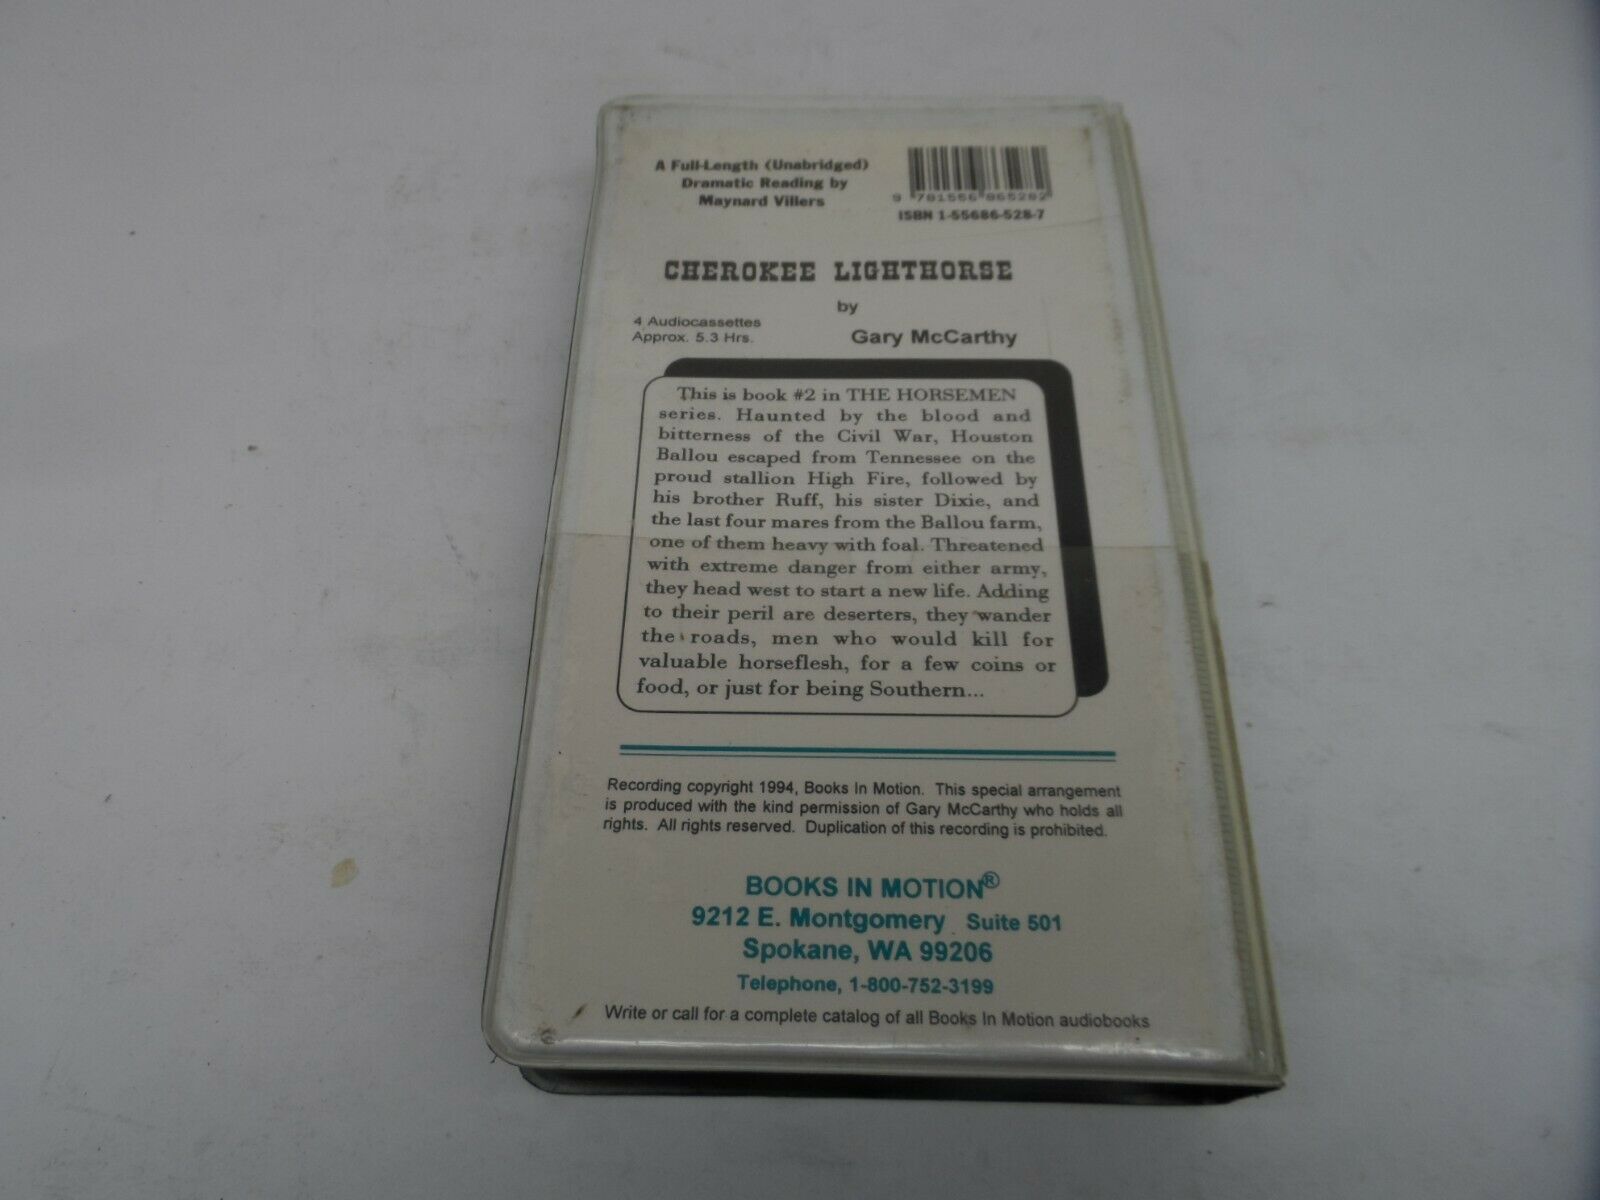 A Full-Length (Unabridged)
Dramatic Reading by
Maynard Villers
9 781556 865282
ISBN 1-55686-528-7
CHEROKEE LIGHTHORSE
by
4 Audiocassettes
Approx. 5.3 Hrs.
Gary McCarthy
This is book #2 in THE HORSEMEN
series. Haunted by the blood and
bitterness of the Civil War, Houston
Ballou escaped from Tennessee on the
proud stallion High Fire, followed by
his brother Ruff, his sister Dixie, and
the last four mares from the Ballou farm,
one of them heavy with foal. Threatened
with extreme danger from either army,
they head west to start a new life. Adding
to their peril are deserters, they wander
the roads, men who would kill for
valuable horseflesh, for a few coins or
food, or just for being Southern...
Recording copyright 1994, Books In Motion. This special arrangement
is produced with the kind permission of Gary McCarthy who holds all
rights. All rights reserved. Duplication of this recording is prohibited.
BOOKS IN MOTION®
9212 E. Montgomery Suite 501
Spokane, WA 99206
Telephone, 1-800-752-3199
Write or call for a complete catalog of all Books In Motion audiobooks